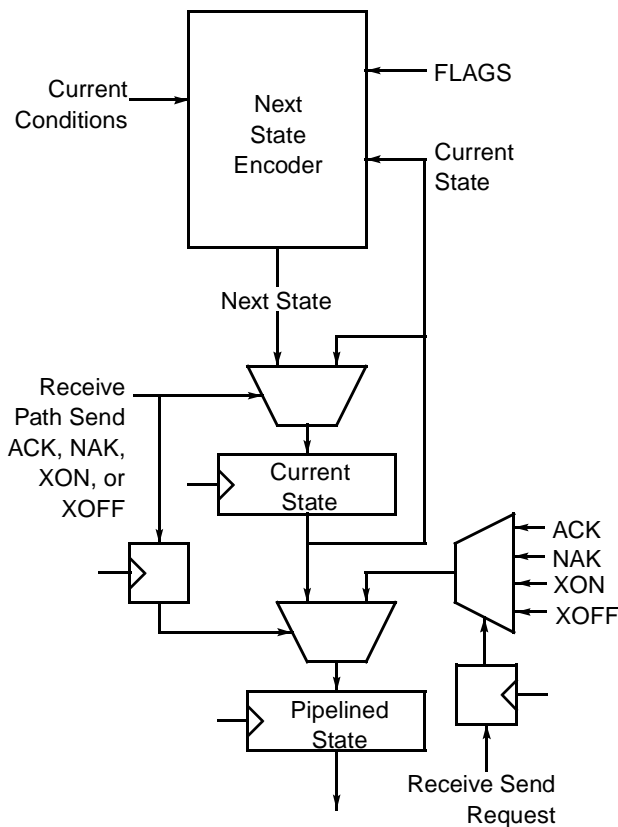 Current
Conditions
Next
State
Encoder
FLAGS
Current
State
Next State
Receive
Path Send
ACK, NAK,
XON, or
XOFF
Current
State
ACK
NAK
XON
XOFF
Pipelined
State
Receive Send
Request